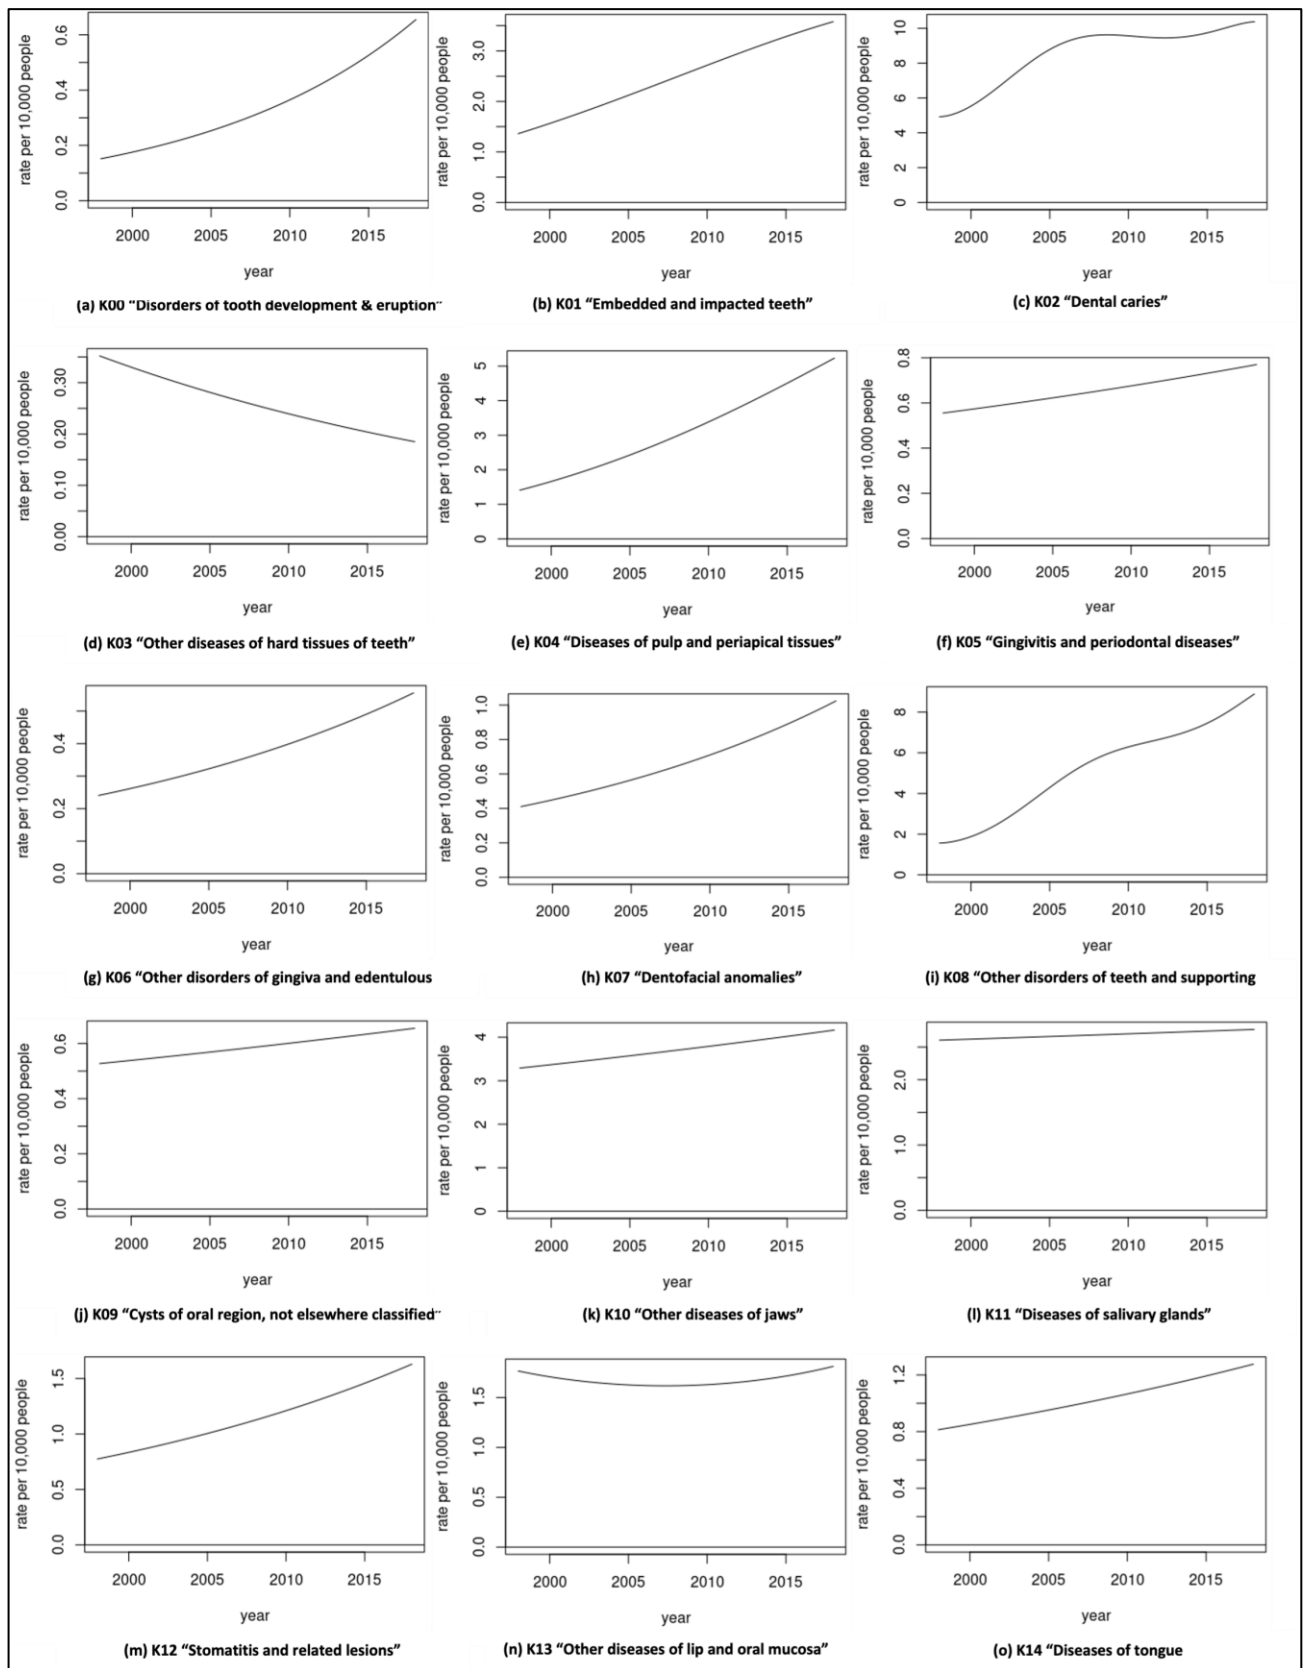 rate per 10,000 people
0.0 0.2 0.4 0.6
2000 2005 2010 2015
year
(a) K00 “Disorders of tooth development & eruption”
rate per 10,000 people
0.0 1.0 2.0 3.0
2000 2005 2010 2015
year
(b) K01 “Embedded and impacted teeth”
rate per 10,000 people
0 2 4 6 8 10
2000 2005 2010 2015
year
(c) K02 “Dental caries”
rate per 10,000 people
0.00 0.10 0.20 0.30
2000 2005 2010 2015
year
(d) K03 “Other diseases of hard tissues of teeth”
rate per 10,000 people
0 1 2 3 4 5
2000 2005 2010 2015
year
(e) K04 “Diseases of pulp and periapical tissues”
rate per 10,000 people
0.0 0.2 0.4 0.6 0.8
2000 2005 2010 2015
year
(f) K05 “Gingivitis and periodontal diseases”
rate per 10,000 people
0.0 0.2 0.4
2000 2005 2010 2015
year
(g) K06 “Other disorders of gingiva and edentulous
rate per 10,000 people
0.0 0.2 0.4 0.6 0.8 1.0
2000 2005 2010 2015
year
(h) K07 “Dentofacial anomalies”
rate per 10,000 people
0 2 4 6 8
2000 2005 2010 2015
year
(i) K08 “Other disorders of teeth and supporting
rate per 10,000 people
0.0 0.2 0.4 0.6
2000 2005 2010 2015
year
(j) K09 “Cysts of oral region, not elsewhere classified”
rate per 10,000 people
0 1 2 3 4
2000 2005 2010 2015
year
(k) K10 “Other diseases of jaws”
rate per 10,000 people
0.0 1.0 2.0
2000 2005 2010 2015
year
(l) K11 “Diseases of salivary glands”
rate per 10,000 people
0.0 0.5 1.0 1.5
2000 2005 2010 2015
year
(m) K12 “Stomatitis and related lesions”
rate per 10,000 people
0.0 0.5 1.0 1.5
2000 2005 2010 2015
year
(n) K13 “Other diseases of lip and oral mucosa”
rate per 10,000 people
0.0 0.4 0.8 1.2
2000 2005 2010 2015
year
(o) K14 “Diseases of tongue